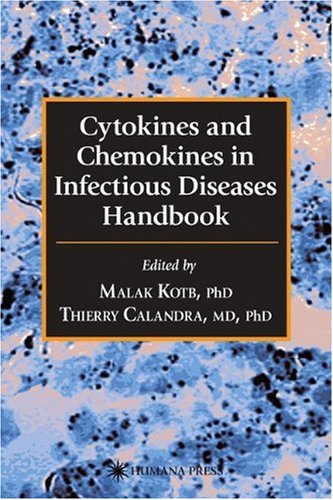 Cytokines and
Chemokines in
Infectious Diseases
Handbook
Edited by
MALAK KOTB, PHD
THIERRY CALANDRA, MD, PHD
HUMANA PRESS